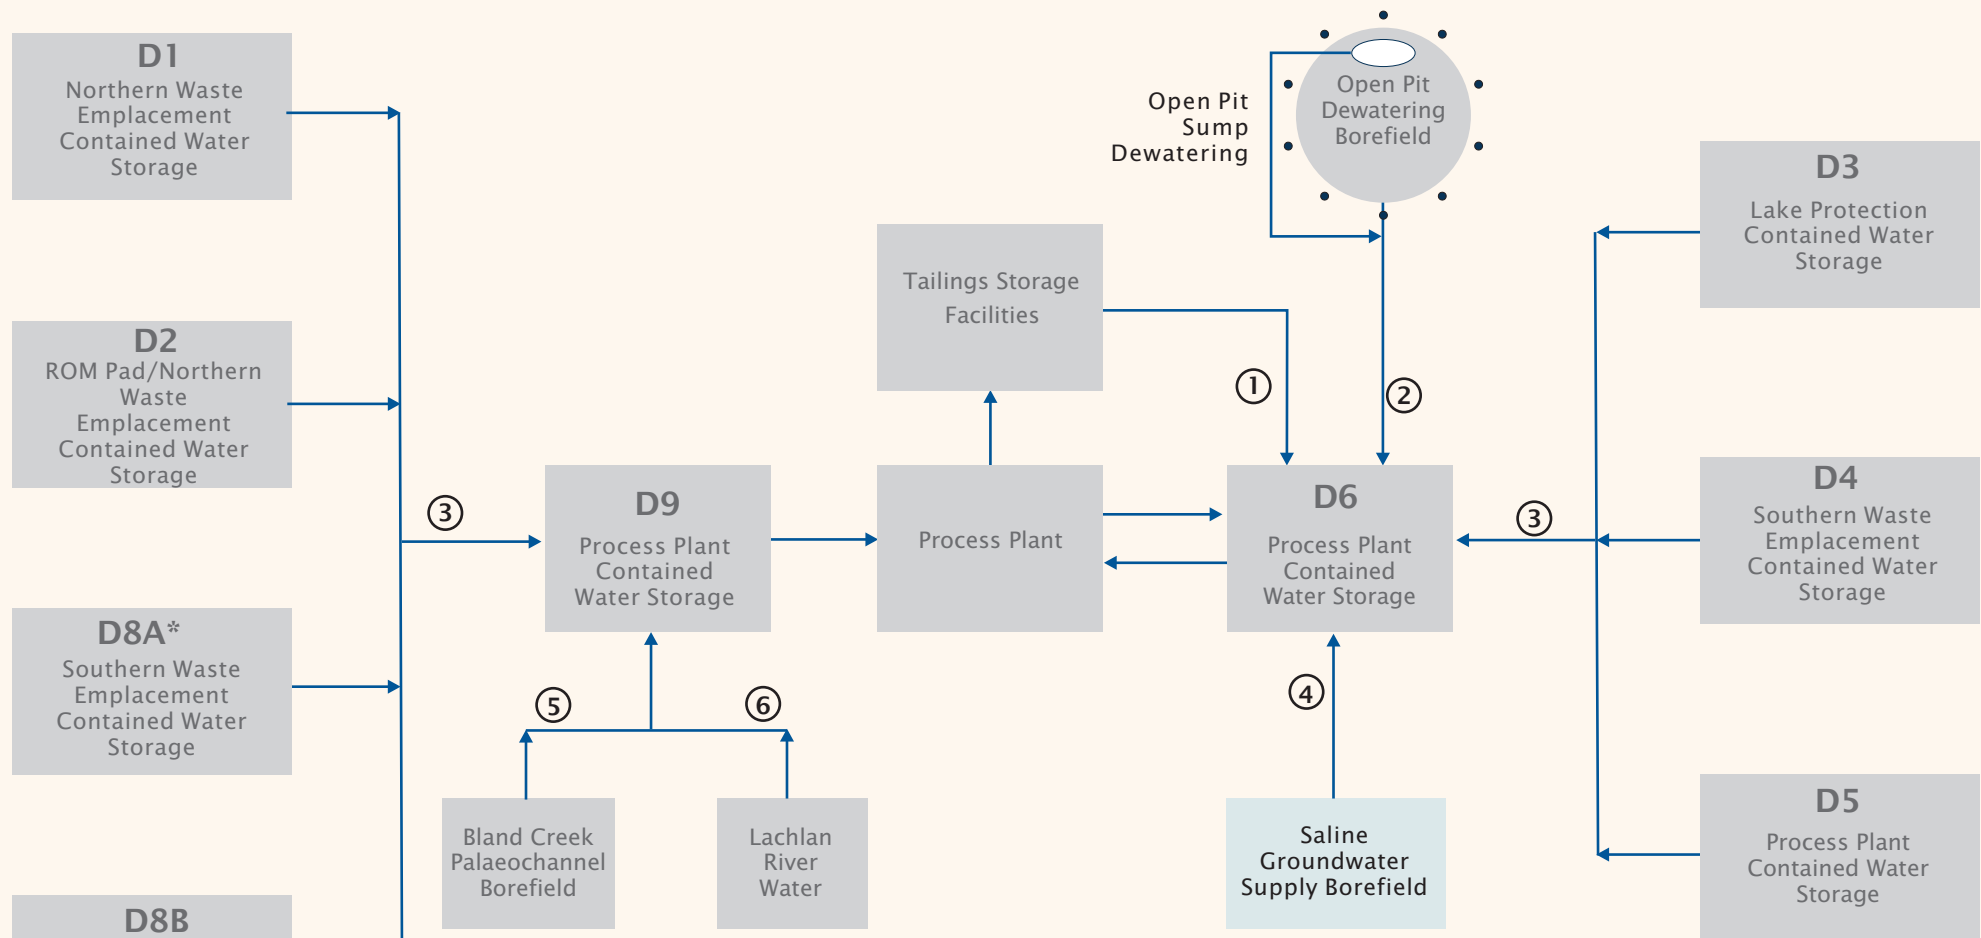 D1
Northern Waste
Emplacement
Contained Water
Storage
D2
ROM Pad/Northern
Waste
Emplacement
Contained Water
Storage
D8A*
Southern Waste
Emplacement
Contained Water
Storage
D8B
3
D9
Process Plant
Contained
Water Storage
5
6
Bland Creek
Palaeochannel
Borefield
Lachlan
River
Water
Tailings Storage
Facilities
Process Plant
Open Pit
Sump
Dewatering
Open Pit
Dewatering
Borefield
1
2
D6
Process Plant
Contained
Water Storage
3
4
Saline
Groundwater
Supply Borefield
D3
Lake Protection
Contained Water
Storage
D4
Southern Waste
Emplacement
Contained Water
Storage
D5
Process Plant
Contained Water
Storage